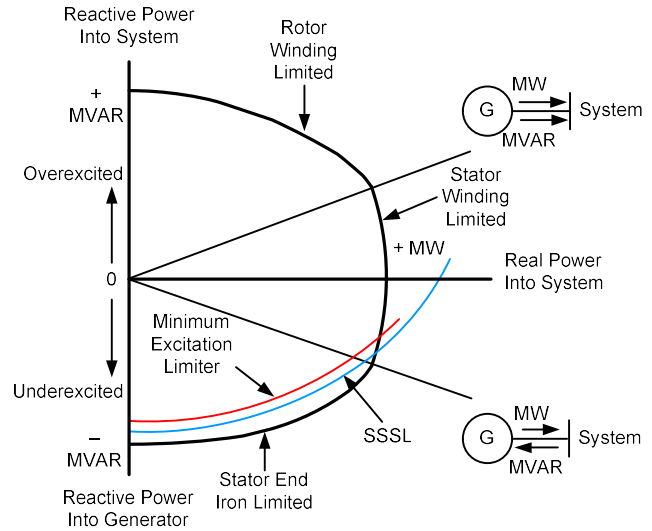 Reactive Power
Into System
Rotor
Winding
Limited
+
MVAR
MW
G
System
MVAR
Overexcited
Stator
Winding
Limited
+ MW
0
Real Power
Into System
Minimum
Excitation
Limiter
Underexcited
SSSL
MW
G
System
MVAR
–
MVAR
Stator End
Iron Limited
Reactive Power
Into Generator